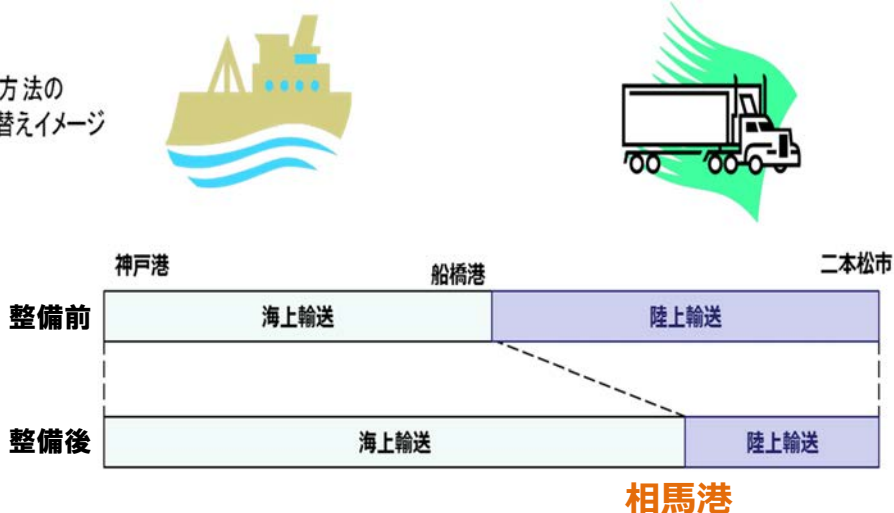 方法の
替えイメージ
神戸港
船橋港
二本松市
整備前
海上輸送
陸上輸送
整備後
海上輸送
陸上輸送
相馬港